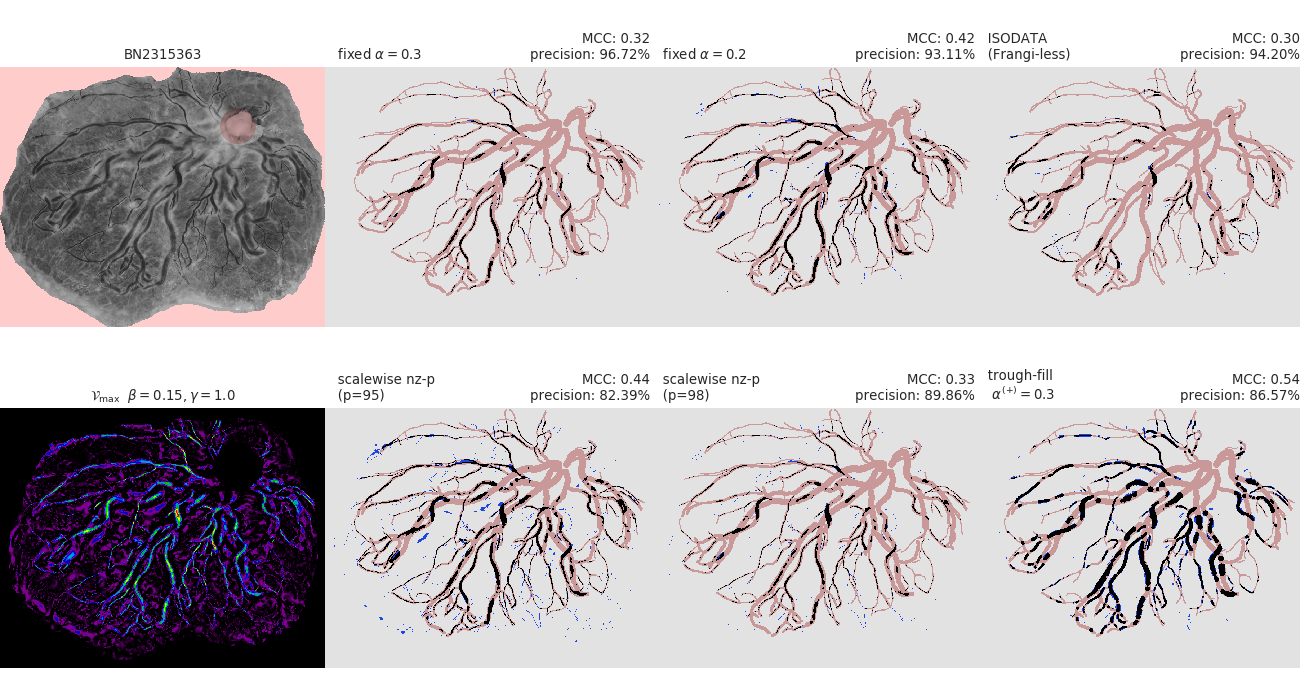 BN2315363
fixed α = 0.3
MCC: 0.32
precision: 96.72%
fixed α = 0.2
MCC: 0.42
precision: 93.11%
ISODATA
(Frangi-less)
MCC: 0.30
precision: 94.20%
𝒱max β = 0.15, γ = 1.0
scalewise nz-p
(p=95)
MCC: 0.44
precision: 82.39%
scalewise nz-p
(p=98)
MCC: 0.33
precision: 89.86%
trough-fill
α(+) = 0.3
MCC: 0.54
precision: 86.57%